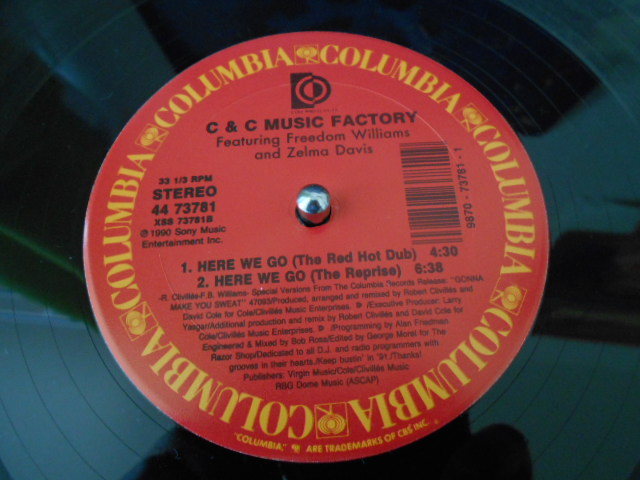 COLUMBIA COLUMBIA COLUMBIA COLUMBIA COLUMBIA COLUMBIA
C & C MUSIC FACTORY
Featuring Freedom Williams
and Zelma Davis
33 1/3 RPM
STEREO
44 73781
XSS 73781B
℗1990 Sony Music
Entertainment Inc.
9870 - 73781 - 1
1. HERE WE GO (The Red Hot Dub) 4:30
2. HERE WE GO (The Reprise) 6:38
-R. Clivillés-F.B. Williams- Special Versions From The Columbia records Release: "GONNA
MAKE YOU SWEAT" 47093/Produced, arranged and remixed by Robert Clivillés and
David Cole for Cole/Clivillés Music Enterprises. /Executive Producer: Larry
Yasgar/Additional production and remix by Robert Clivillés and David Cole for
Cole/Clivillés Music Enterprises. /Programming by Alan Friedman
Engineered & Mixed by Bob Rosa/Edited by George Morel for The
Razor Shop/Dedicated to all D.J. and radio programmers with
grooves in their hearts./Keep bustin' in '91./Thanks!
Publishers: Virgin Music/Cole/Clivillés Music
RBG Dome Music (ASCAP)
"COLUMBIA," ARE TRADEMARKS OF CBS INC.